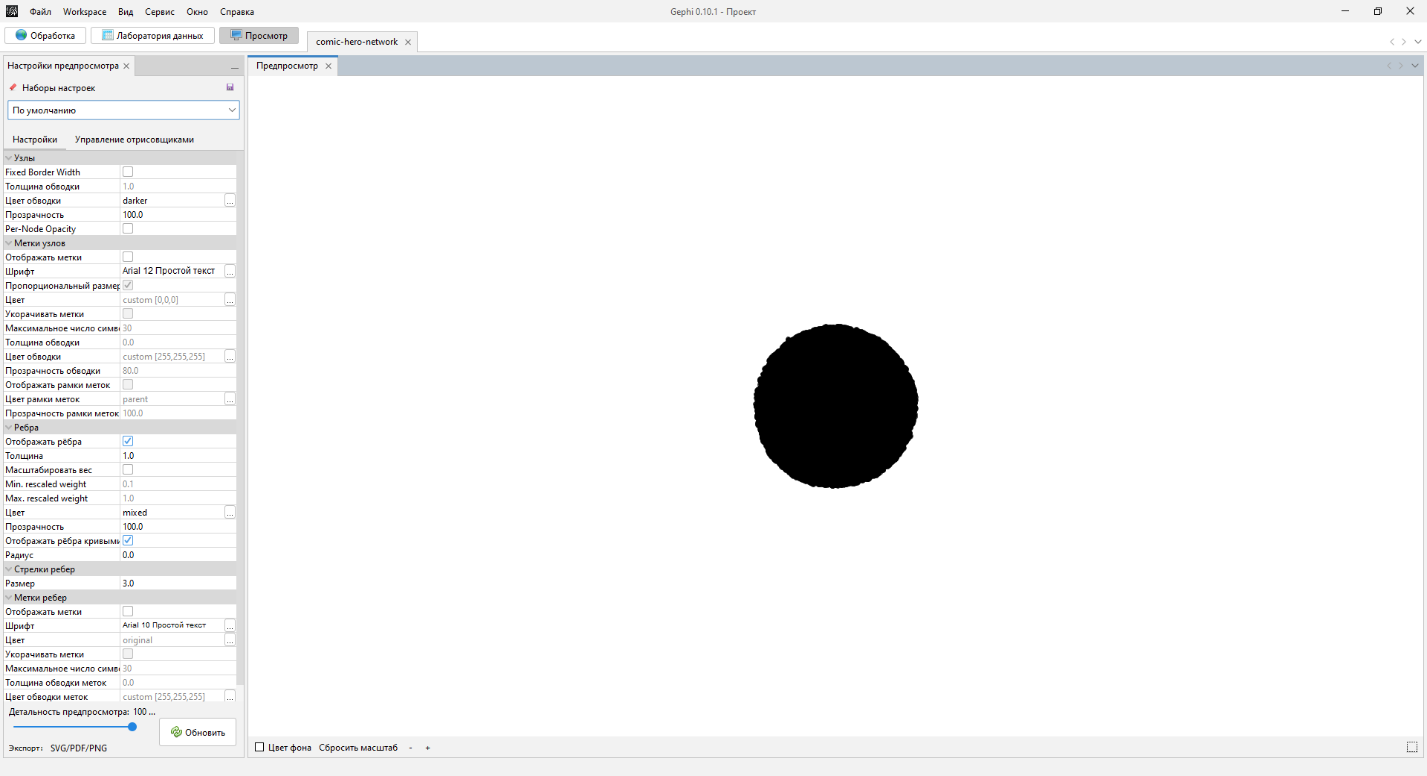 Файл Workspace Вид Сервис Окно Справка Gephi 0.10.1 - Проект
Обработка Лаборатория данных Просмотр comic-hero-network
Настройки предпросмотра Предпросмотр
Наборы настроек
По умолчанию
Настройки Управление отрисовщиками
Узлы
Fixed Border Width
Толщина обводки 1.0
Цвет обводки darker ...
Прозрачность 100.0
Per-Node Opacity
Метки узлов
Отображать метки
Шрифт Arial 12 Простой текст ...
Пропорциональный размер
Цвет custom [0,0,0] ...
Укорачивать метки
Максимальное число симво 30
Толщина обводки 0.0
Цвет обводки custom [255,255,255] ...
Прозрачность обводки 80.0
Отображать рамки меток
Цвет рамки меток parent ...
Прозрачность рамки меток 100.0
Ребра
Отображать рёбра
Толщина 1.0
Масштабировать вес
Min. rescaled weight 0.1
Max. rescaled weight 1.0
Цвет mixed ...
Прозрачность 100.0
Отображать рёбра кривыми
Радиус 0.0
Стрелки ребер
Размер 3.0
Метки ребер
Отображать метки
Шрифт Arial 10 Простой текст ...
Цвет original ...
Укорачивать метки
Максимальное число симво 30
Толщина обводки меток 0.0
Цвет обводки меток custom [255,255,255] ...
Детальность предпросмотра: 100 ...
Обновить
Экспорт: SVG/PDF/PNG
Цвет фона Сбросить масштаб - +